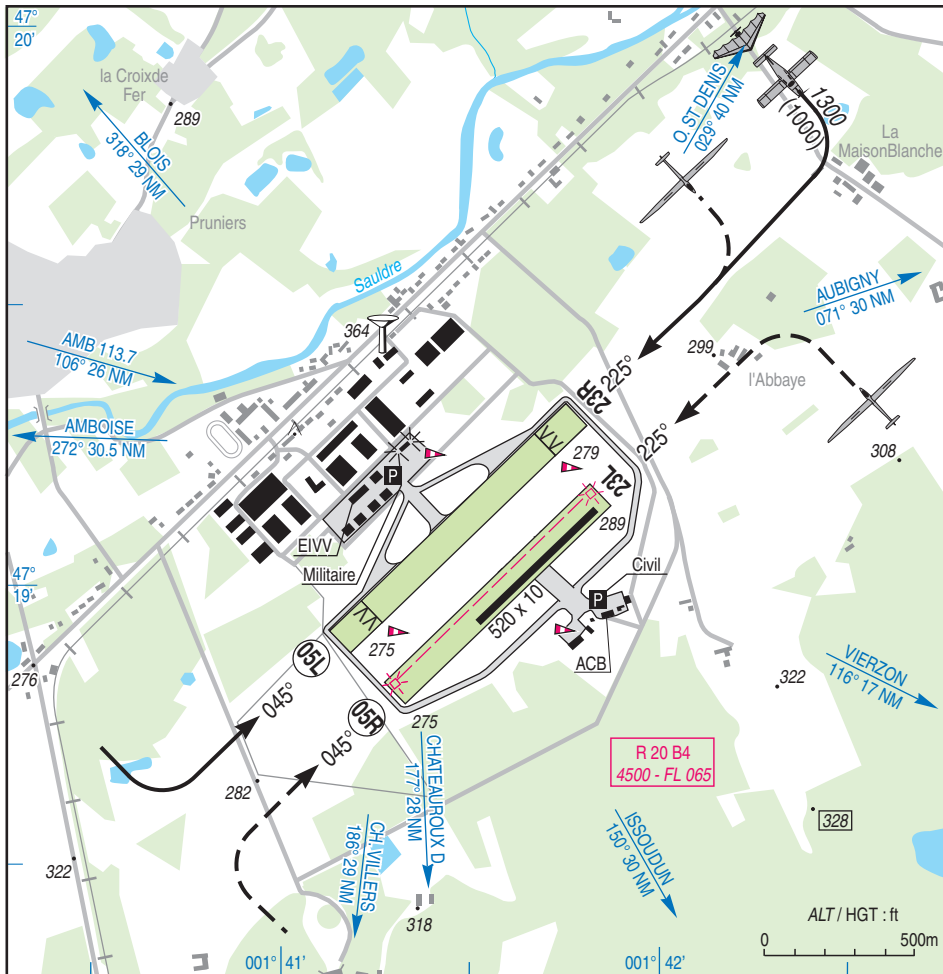 47°
20'
la Croixde
Fer
289
BLOIS
318° 29 NM
O. ST DENIS
029° 40 NM
1300
(1000)
La
MaisonBlanche
Pruniers
Sauldre
AUBIGNY
071° 30 NM
364
AMB 113.7
106° 26 NM
299
l'Abbaye
225°
23R
225°
AMBOISE
272° 30.5 NM
279
23L
308
P
289
EIVV
Militaire
Civil
47°
19'
P
520 x 10
275
ACB
05L
276
322
VIERZON
116° 17 NM
045°
05R
275
045°
R 20 B4
4500 - FL 065
282
CHATEAUROUX D
177° 28 NM
328
ISSOUDUN
150° 30 NM
CH. VILLERS
186° 29 NM
322
318
ALT / HGT : ft
0 500m
001° 41'
001° 42'